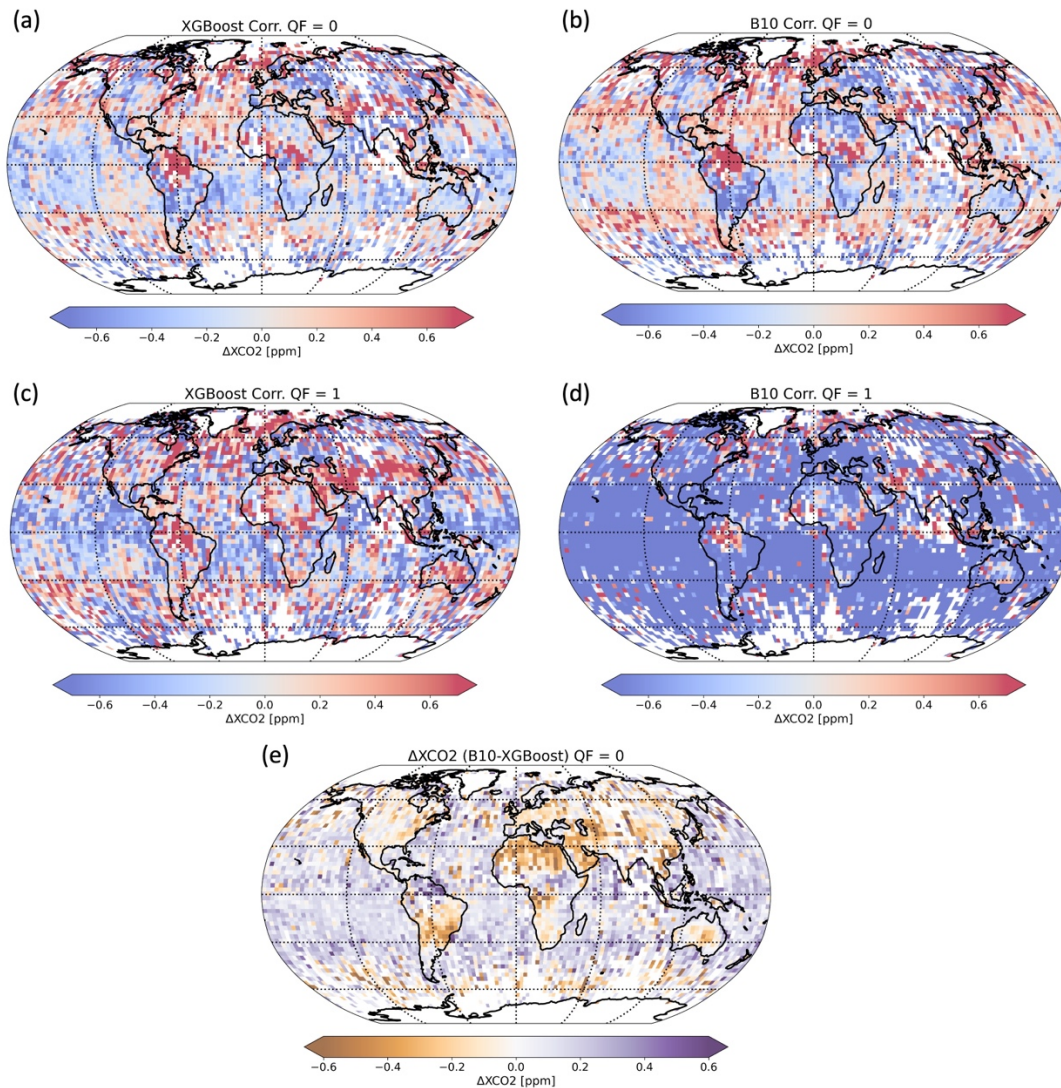 (a)
XGBoost Corr. QF = 0
−0.6 −0.4 −0.2 0.0 0.2 0.4 0.6
ΔXCO2 [ppm]
(b)
B10 Corr. QF = 0
−0.6 −0.4 −0.2 0.0 0.2 0.4 0.6
ΔXCO2 [ppm]
(c)
XGBoost Corr. QF = 1
−0.6 −0.4 −0.2 0.0 0.2 0.4 0.6
ΔXCO2 [ppm]
(d)
B10 Corr. QF = 1
−0.6 −0.4 −0.2 0.0 0.2 0.4 0.6
ΔXCO2 [ppm]
(e)
ΔXCO2 (B10-XGBoost) QF = 0
−0.6 −0.4 −0.2 0.0 0.2 0.4 0.6
ΔXCO2 [ppm]